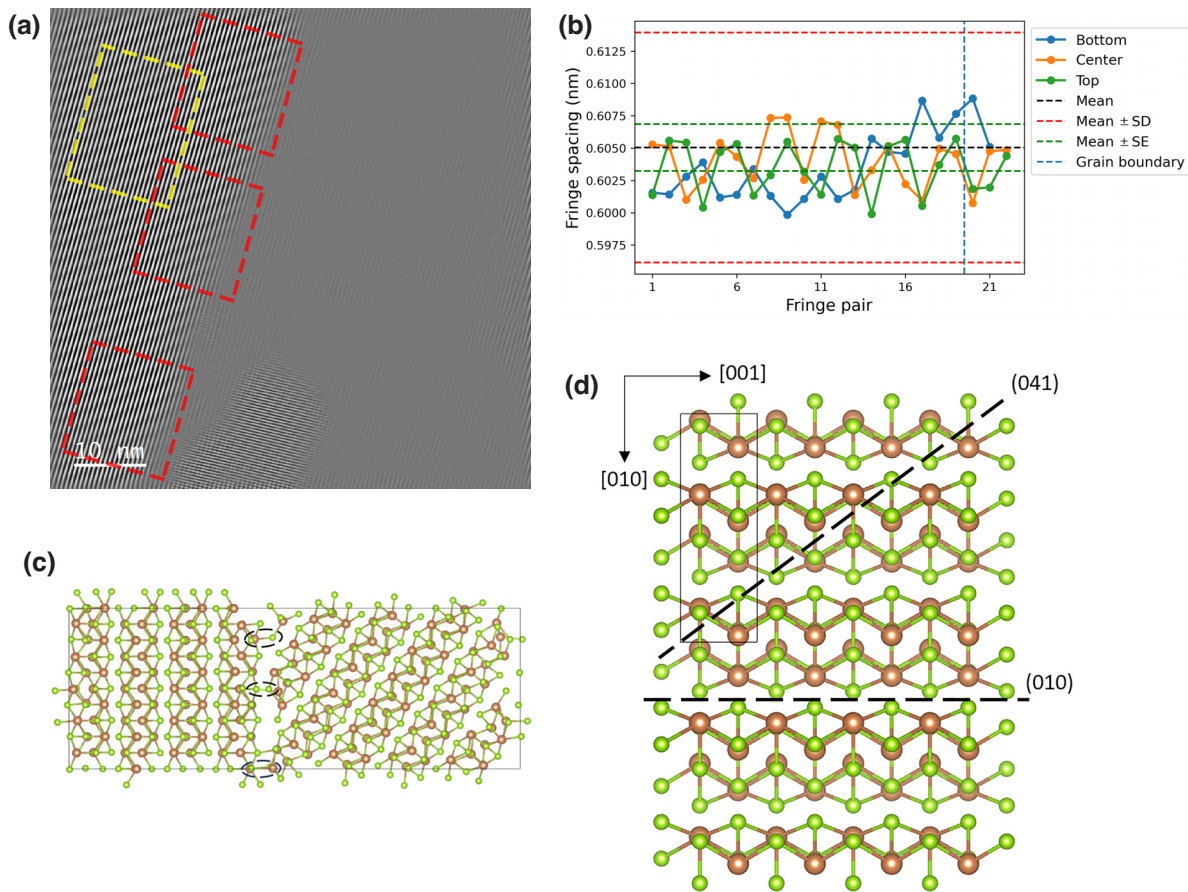 (a)
10 nm
(b)
Fringe spacing (nm)
0.6125
0.6100
0.6075
0.6050
0.6025
0.6000
0.5975
1 6 11 16 21
Fringe pair
Bottom
Center
Top
Mean
Mean ± SD
Mean ± SE
Grain boundary
(c)
(d)
[001]
[010]
(041)
(010)